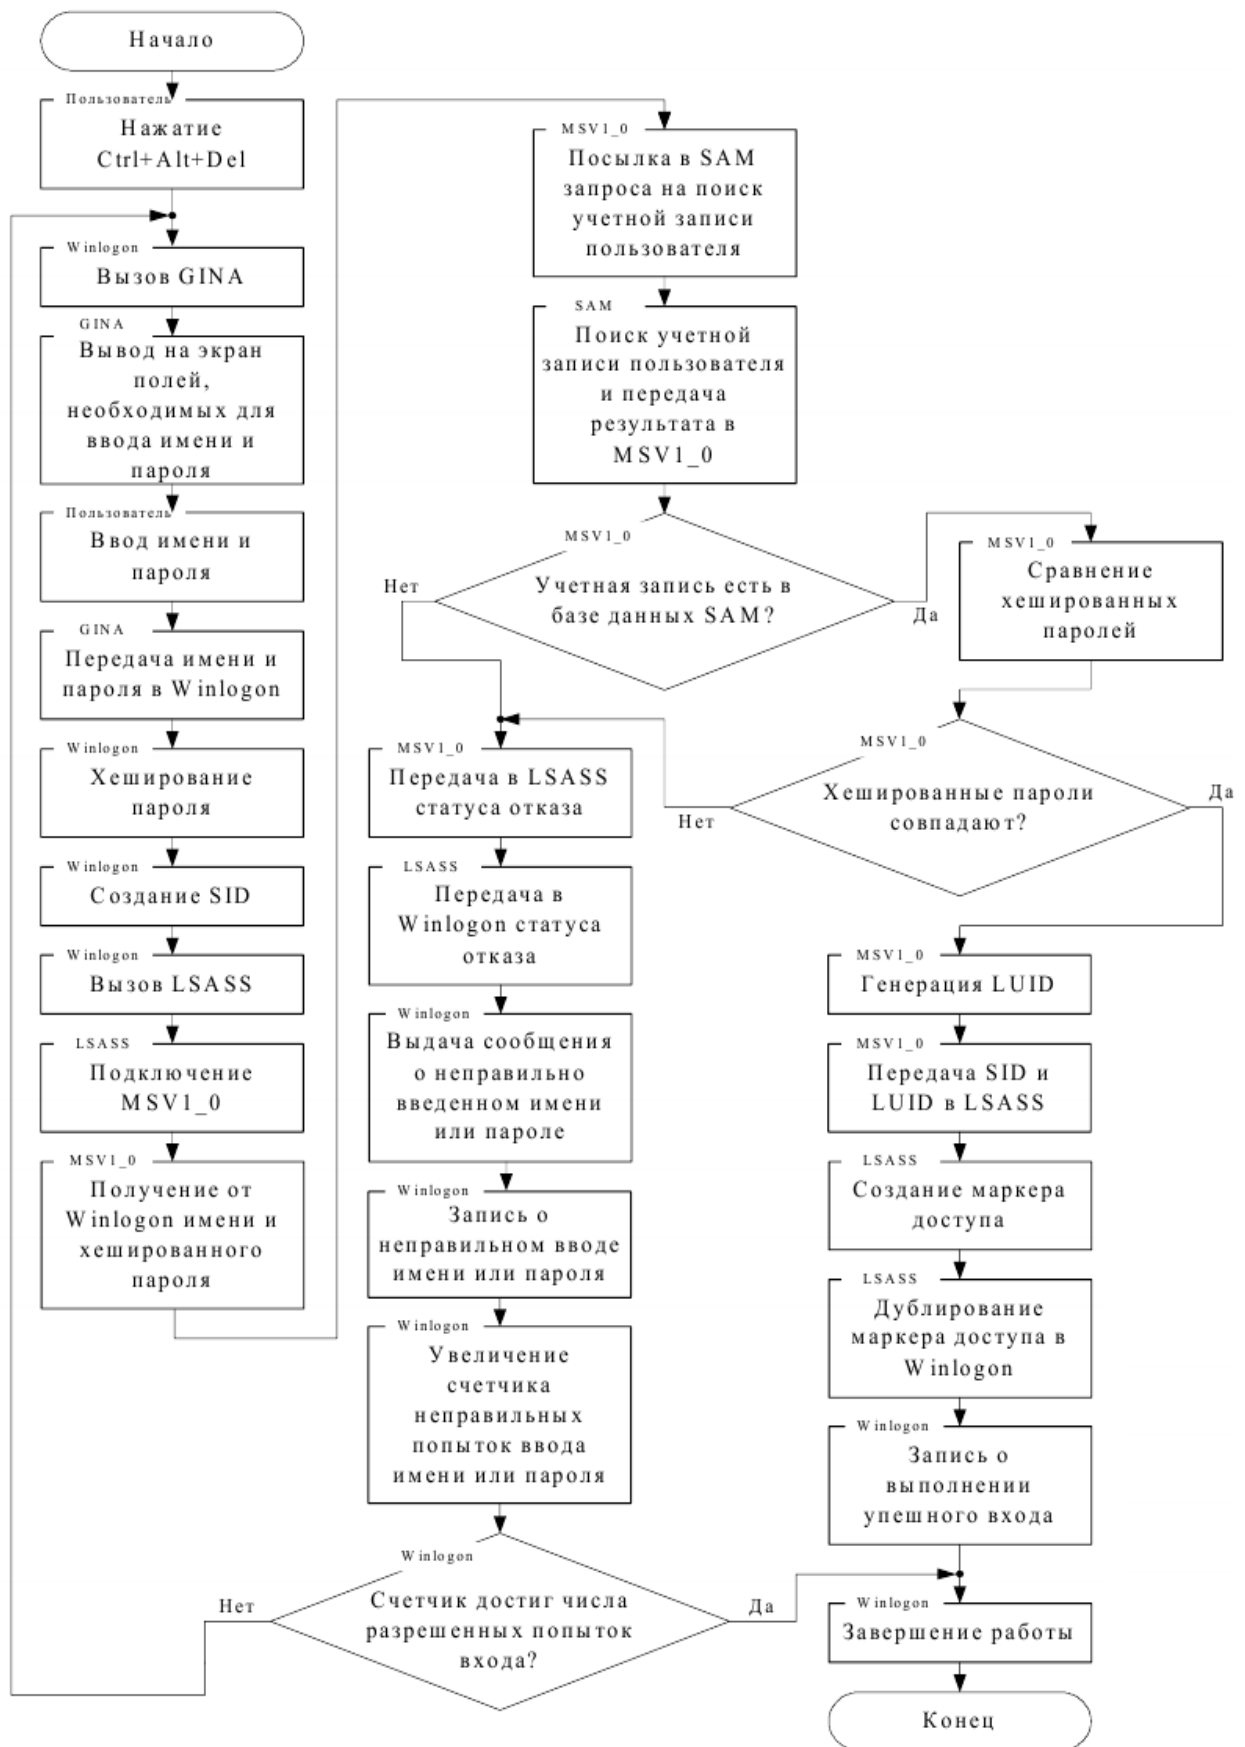 Начало
Пользователь
Нажатие
Ctrl+Alt+Del
Winlogon
Вызов GINA
GINA
Вывод на экран
полей,
необходимых для
ввода имени и
пароля
Пользователь
Ввод имени и
пароля
GINA
Передача имени и
пароля в Winlogon
Winlogon
Хеширование
пароля
Winlogon
Создание SID
Winlogon
Вызов LSASS
LSASS
Подключение
MSV1_0
MSV1_0
Получение от
Winlogon имени и
хешированного
пароля
MSV1_0
Посылка в SAM
запроса на поиск
учетной записи
пользователя
SAM
Поиск учетной
записи пользователя
и передача
результата в
MSV1_0
MSV1_0
Учетная запись есть в
базе данных SAM?
Нет
Да
MSV1_0
Сравнение
хешированных
паролей
MSV1_0
Хешированные пароли
совпадают?
Нет
Да
MSV1_0
Передача в LSASS
статуса отказа
LSASS
Передача в
Winlogon статуса
отказа
Winlogon
Выдача сообщения
о неправильно
введенном имени
или пароле
Winlogon
Запись о
неправильном вводе
имени или пароля
Winlogon
Увеличение
счетчика
неправильных
попыток ввода
имени или пароля
Winlogon
Счетчик достиг числа
разрешенных попыток
входа?
Нет
Да
MSV1_0
Генерация LUID
MSV1_0
Передача SID и
LUID в LSASS
LSASS
Создание маркера
доступа
LSASS
Дублирование
маркера доступа в
Winlogon
Winlogon
Запись о
выполнении
упешного входа
Winlogon
Завершение работы
Конец